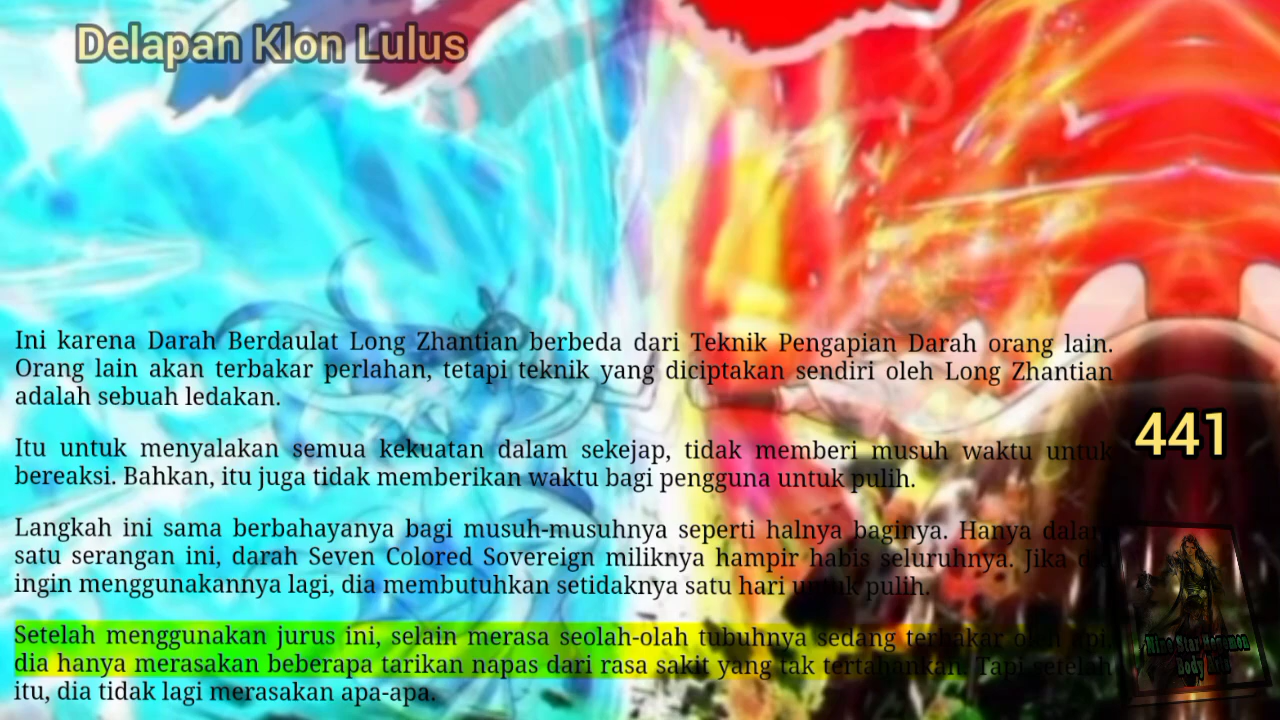 Delapan Klon Lulus
Ini karena Darah Berdaulat Long Zhantian berbeda dari Teknik Pengapian Darah orang lain.
Orang lain akan terbakar perlahan, tetapi teknik yang diciptakan sendiri oleh Long Zhantian
adalah sebuah ledakan.
Itu untuk menyalakan semua kekuatan dalam sekejap, tidak memberi musuh waktu untuk
bereaksi. Bahkan, itu juga tidak memberikan waktu bagi pengguna untuk pulih.
441
Langkah ini sama berbahayanya bagi musuh-musuhnya seperti halnya baginya. Hanya dalam
satu serangan ini, darah Seven Colored Sovereign miliknya hampir habis seluruhnya. Jika dia
ingin menggunakannya lagi, dia membutuhkan setidaknya satu hari untuk pulih.
Setelah menggunakan jurus ini, selain merasa seolah-olah tubuhnya sedang terbakar oleh api,
dia hanya merasakan beberapa tarikan napas dari rasa sakit yang tak tertahankan. Tapi setelah
itu, dia tidak lagi merasakan apa-apa.
Body